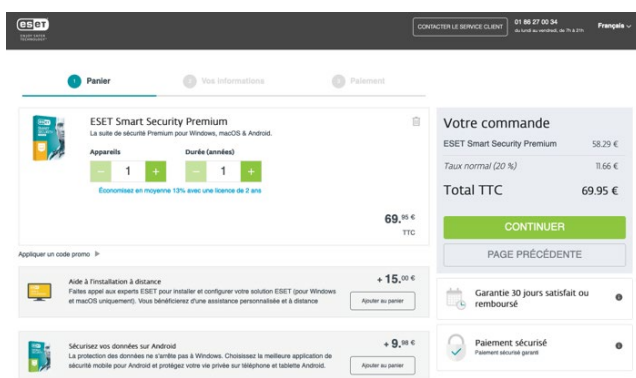 eset
CONTACTER LE SERVICE CLIENT
01 86 27 00 34
du lundi au vendredi, de 7h à 21h
Français
1 Panier
2 Vos informations
3 Paiement
ESET Smart Security Premium
La suite de sécurité Premium pour Windows, macOS & Android.
Appareils
Durée (années)
- 1 +
- 1 +
Économisez en moyenne 13% avec une licence de 2 ans
69.95 €
TTC
Appliquer un code promo
Aide à l'installation à distance
Faites appel aux experts ESET pour installer et configurer votre solution ESET (pour Windows
et macOS uniquement). Vous bénéficierez d'une assistance personnalisée et à distance
+ 15.00 €
Ajouter au panier
Sécurisez vos données sur Android
La protection des données ne s'arrête pas à Windows. Choisissez la meilleure application de
sécurité mobile pour Android et protégez votre vie privée sur téléphone et tablette Android.
+ 9.98 €
Ajouter au panier
Votre commande
ESET Smart Security Premium 58.29 €
Taux normal (20 %) 11.66 €
Total TTC 69.95 €
CONTINUER
PAGE PRÉCÉDENTE
Garantie 30 jours satisfait ou
remboursé
Paiement sécurisé
Paiement sécurisé garanti